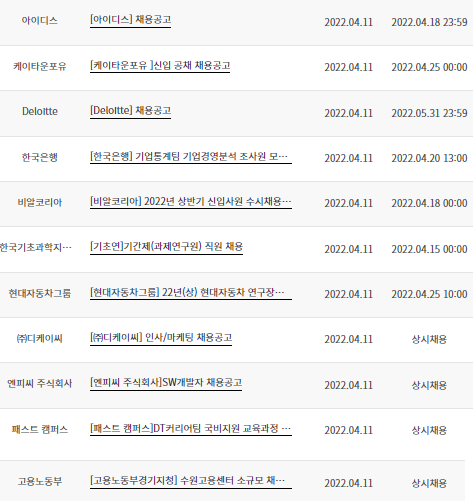 아이디스 [아이디스] 채용공고 2022.04.11 2022.04.18 23:59
케이타운포유 [케이타운포유 ]신입 공채 채용공고 2022.04.11 2022.04.25 00:00
Deloitte [Deloitte] 채용공고 2022.04.11 2022.05.31 23:59
한국은행 [한국은행] 기업통계팀 기업경영분석 조사원 모… 2022.04.11 2022.04.20 13:00
비알코리아 [비알코리아] 2022년 상반기 신입사원 수시채용… 2022.04.11 2022.04.18 00:00
한국기초과학지… [기초연]기간제(과제연구원) 직원 채용 2022.04.11 2022.04.15 00:00
현대자동차그룹 [현대자동차그룹] 22년(상) 현대자동차 연구장… 2022.04.11 2022.04.25 10:00
㈜디케이씨 [㈜디케이씨] 인사/마케팅 채용공고 2022.04.11 상시채용
엔피씨 주식회사 [엔피씨 주식회사]SW개발자 채용공고 2022.04.11 상시채용
패스트 캠퍼스 [패스트 캠퍼스]DT커리어팀 국비지원 교육과정 … 2022.04.11 상시채용
고용노동부 [고용노동부경기지청] 수원고용센터 소규모 채… 2022.04.11 상시채용